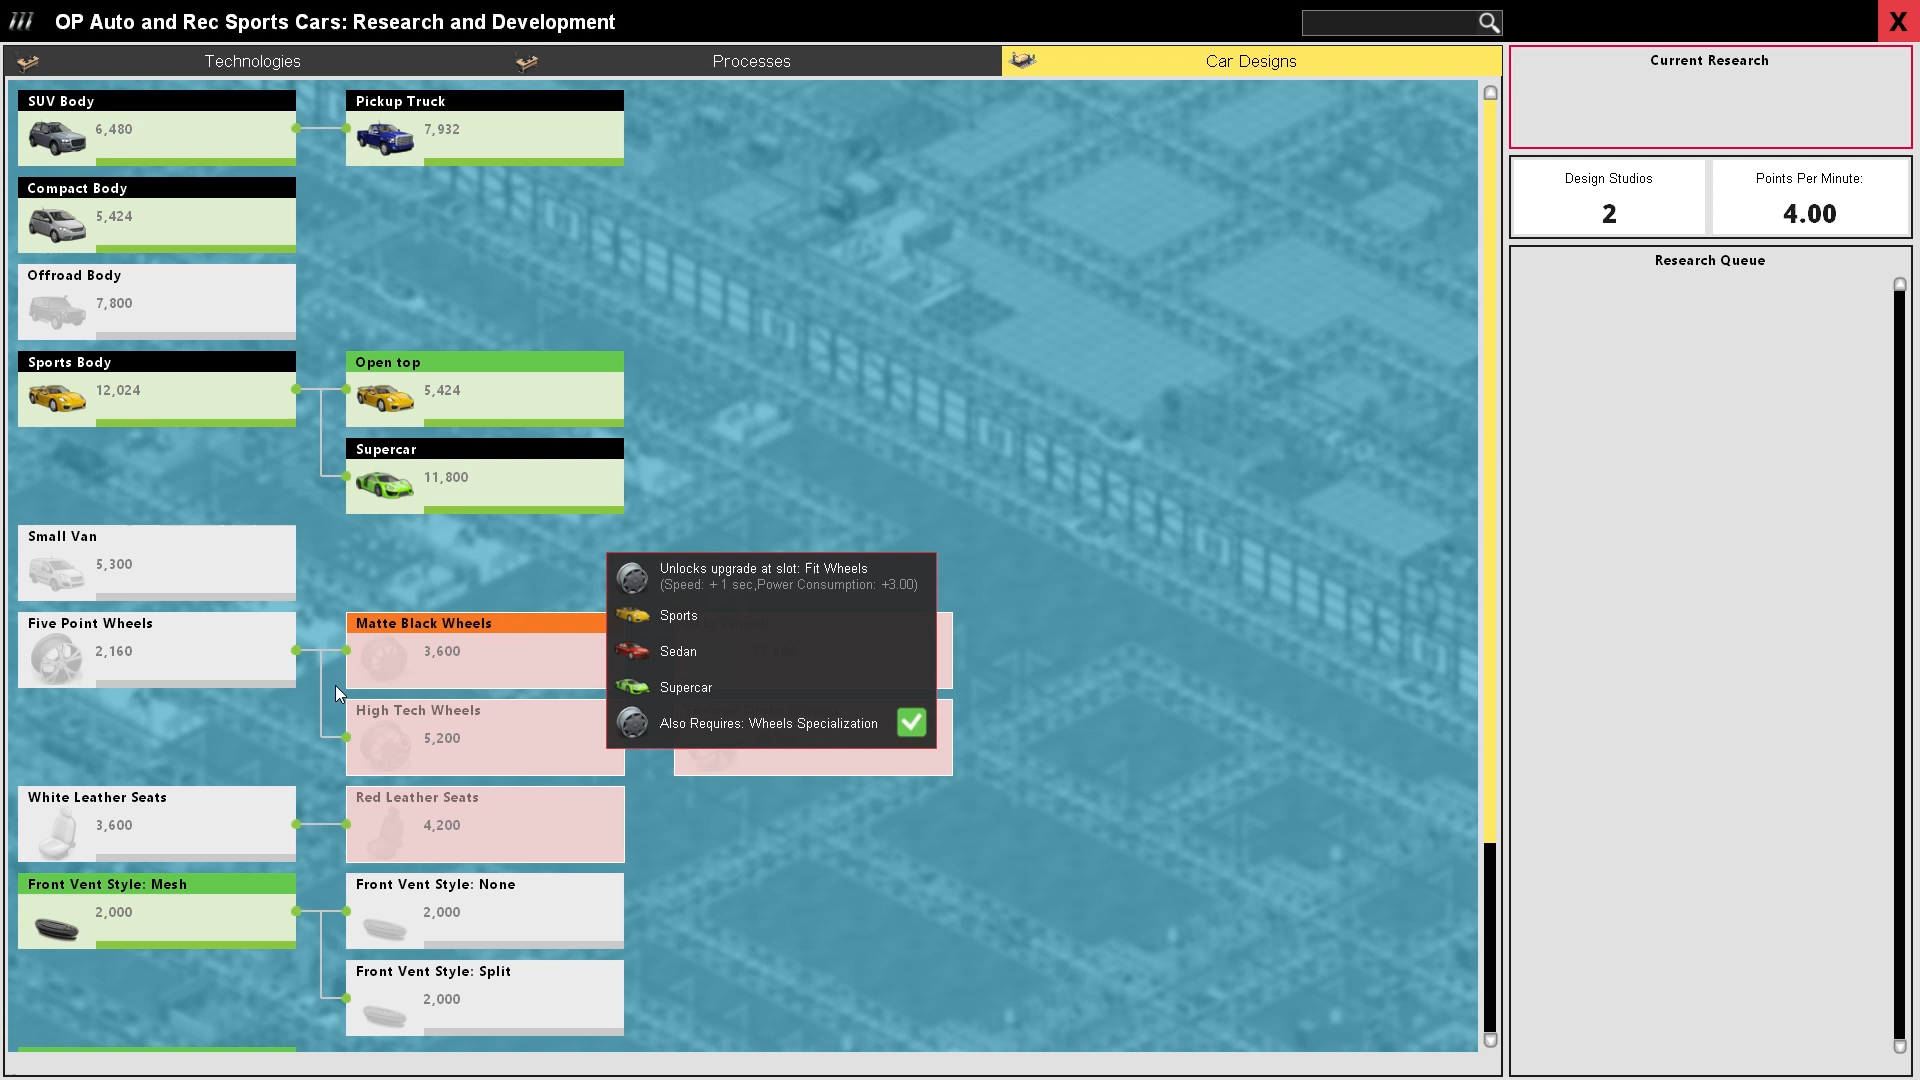 OP Auto and Rec Sports Cars: Research and Development
X
Technologies
Processes
Car Designs
Current Research
SUV Body
6,480
Pickup Truck
7,932
Design Studios
2
Points Per Minute:
4.00
Compact Body
5,424
Research Queue
Offroad Body
7,800
Sports Body
12,024
Open top
5,424
Supercar
11,800
Small Van
5,300
Unlocks upgrade at slot: Fit Wheels
(Speed: + 1 sec,Power Consumption: +3.00)
Sports
Sedan
Supercar
Also Requires: Wheels Specialization
Five Point Wheels
2,160
Matte Black Wheels
3,600
High Tech Wheels
5,200
White Leather Seats
3,600
Red Leather Seats
4,200
Front Vent Style: Mesh
2,000
Front Vent Style: None
2,000
Front Vent Style: Split
2,000